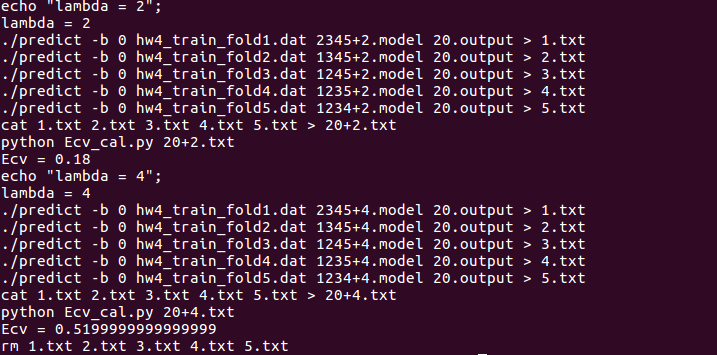 echo "lambda = 2";
lambda = 2
./predict -b 0 hw4_train_fold1.dat 2345+2.model 20.output > 1.txt
./predict -b 0 hw4_train_fold2.dat 1345+2.model 20.output > 2.txt
./predict -b 0 hw4_train_fold3.dat 1245+2.model 20.output > 3.txt
./predict -b 0 hw4_train_fold4.dat 1235+2.model 20.output > 4.txt
./predict -b 0 hw4_train_fold5.dat 1234+2.model 20.output > 5.txt
cat 1.txt 2.txt 3.txt 4.txt 5.txt > 20+2.txt
python Ecv_cal.py 20+2.txt
Ecv = 0.18
echo "lambda = 4";
lambda = 4
./predict -b 0 hw4_train_fold1.dat 2345+4.model 20.output > 1.txt
./predict -b 0 hw4_train_fold2.dat 1345+4.model 20.output > 2.txt
./predict -b 0 hw4_train_fold3.dat 1245+4.model 20.output > 3.txt
./predict -b 0 hw4_train_fold4.dat 1235+4.model 20.output > 4.txt
./predict -b 0 hw4_train_fold5.dat 1234+4.model 20.output > 5.txt
cat 1.txt 2.txt 3.txt 4.txt 5.txt > 20+4.txt
python Ecv_cal.py 20+4.txt
Ecv = 0.5199999999999999
rm 1.txt 2.txt 3.txt 4.txt 5.txt